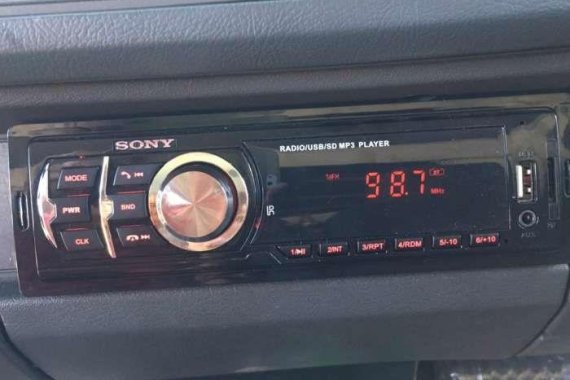 SONY
RADIO/USB/SD MP3 PLAYER
MODE
PWR
BND
CLK
98.7
MHz
1/▶II
2/INT
3/RPT
4/RDM
5/-10
6/+10
AUX